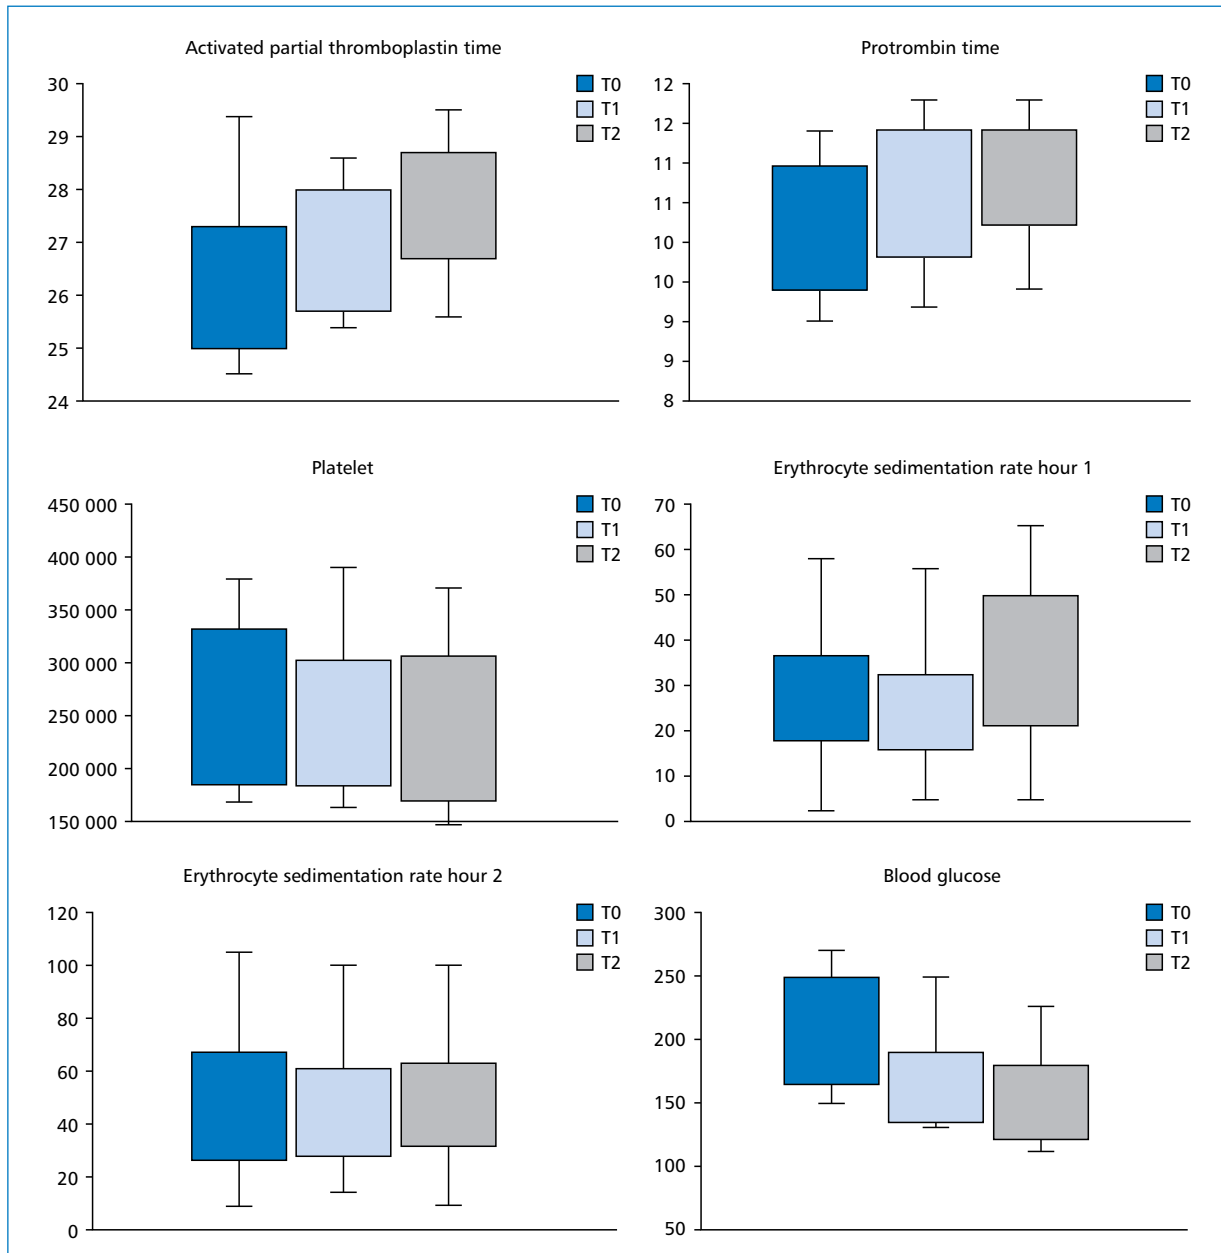 Activated partial thromboplastin time
30
29
28
27
26
25
24
T0
T1
T2
Protrombin time
12
12
11
11
10
10
9
9
8
T0
T1
T2
Platelet
450 000
400 000
350 000
300 000
250 000
200 000
150 000
T0
T1
T2
Erythrocyte sedimentation rate hour 1
70
60
50
40
30
20
10
0
T0
T1
T2
Erythrocyte sedimentation rate hour 2
120
100
80
60
40
20
0
T0
T1
T2
Blood glucose
300
250
200
150
100
50
T0
T1
T2